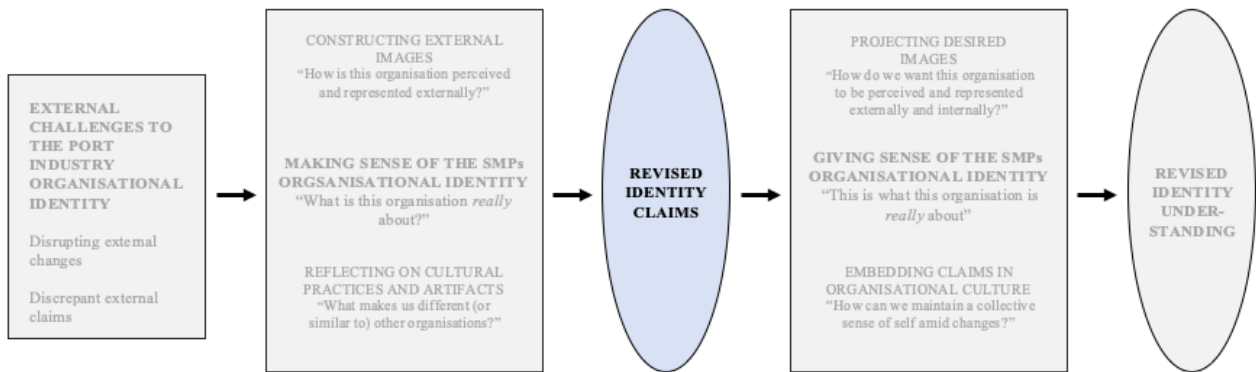 EXTERNAL
CHALLENGES TO
THE PORT
INDUSTRY
ORGANISATIONAL
IDENTITY
Disrupting external
changes
Discrepant external
claims
CONSTRUCTING EXTERNAL
IMAGES
“How is this organisation perceived
and represented externally?”
MAKING SENSE OF THE SMPs
ORGSANISATIONAL IDENTITY
“What is this organisation really
about?”
REFLECTING ON CULTURAL
PRACTICES AND ARTIFACTS
“What makes us different (or
similar to) other organisations?”
REVISED
IDENTITY
CLAIMS
PROJECTING DESIRED
IMAGES
“How do we want this organisation
to be perceived and represented
externally and internally?”
GIVING SENSE OF THE SMPs
ORGANISATIONAL IDENTITY
“This is what this organisation is
really about”
EMBEDDING CLAIMS IN
ORGANISATIONAL CULTURE
“How can we maintain a collective
sense of self amid changes?”
REVISED
IDENTITY
UNDER-
STANDING